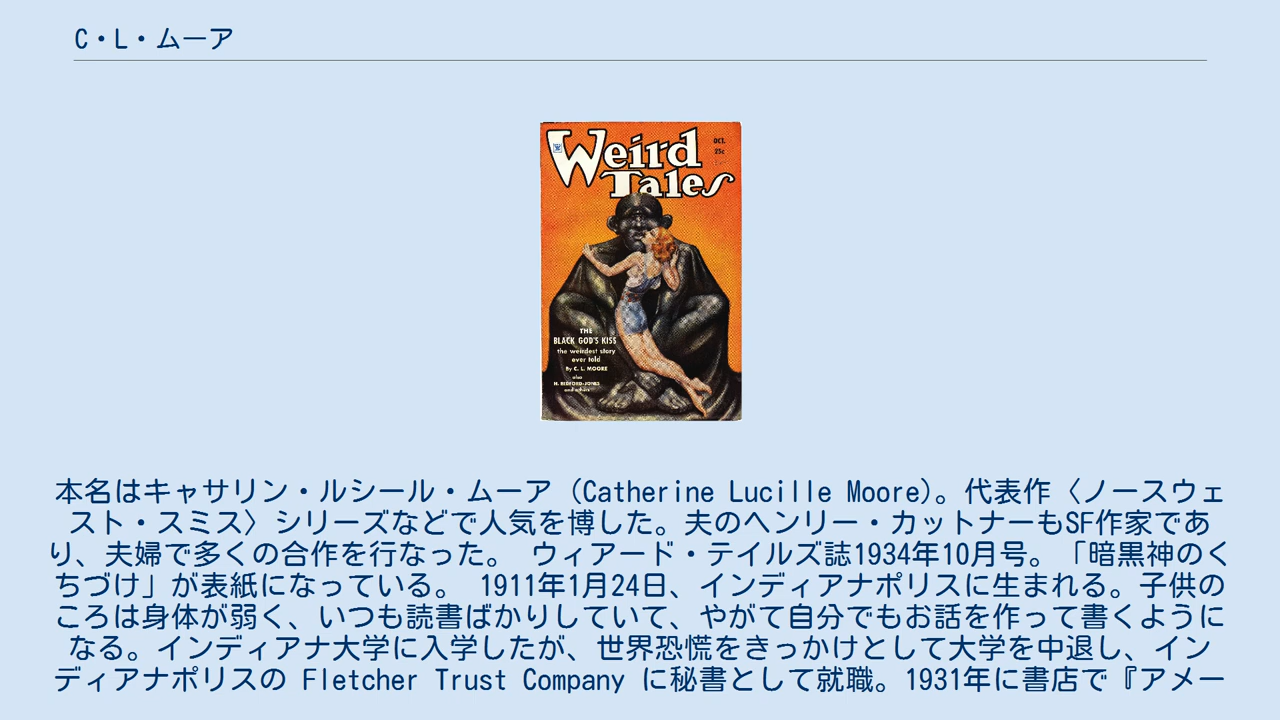 C・L・ムーア
Weird
Tales
OCT.
25c
THE
BLACK GOD'S KISS
the weirdest story
ever told
By C. L. MOORE
also
H. BEDFORD-JONES
and others
本名はキャサリン・ルシール・ムーア（Catherine Lucille Moore)。代表作〈ノースウェ
スト・スミス〉シリーズなどで人気を博した。夫のヘンリー・カットナーもSF作家であ
り、夫婦で多くの合作を行なった。 ウィアード・テイルズ誌1934年10月号。「暗黒神のく
ちづけ」が表紙になっている。 1911年1月24日、インディアナポリスに生まれる。子供の
ころは身体が弱く、いつも読書ばかりしていて、やがて自分でもお話を作って書くように
なる。インディアナ大学に入学したが、世界恐慌をきっかけとして大学を中退し、イン
ディアナポリスの Fletcher Trust Company に秘書として就職。1931年に書店で『アメー